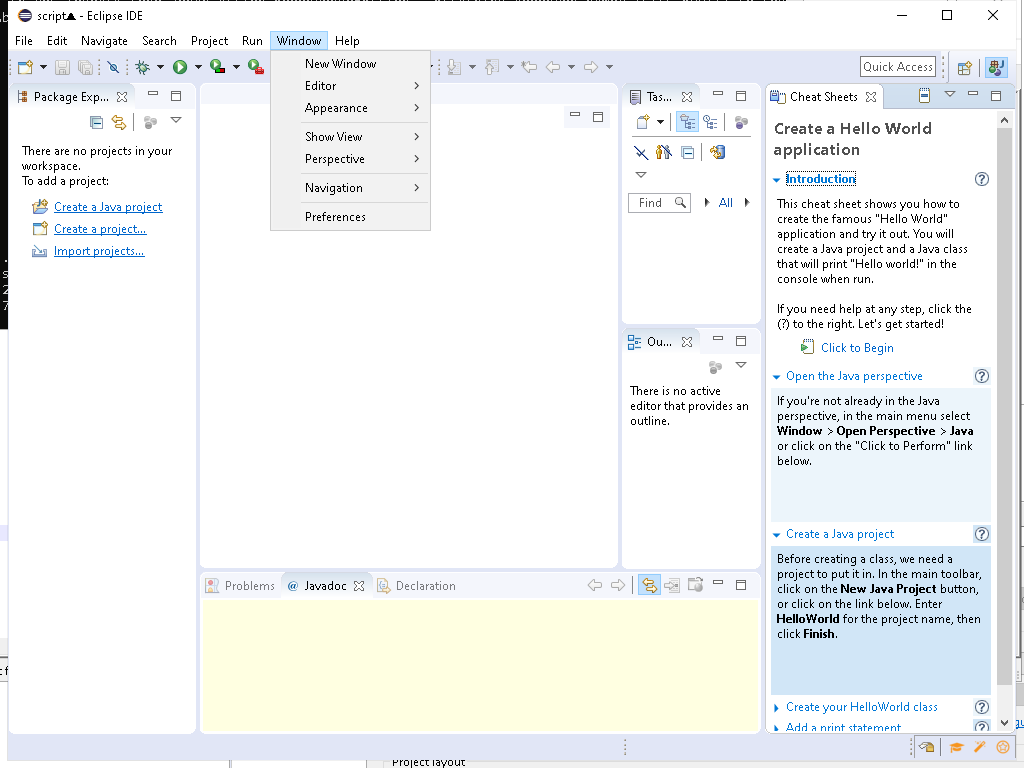 script▲ - Eclipse IDE
File Edit Navigate Search Project Run Window Help
New Window
Editor
Appearance
Show View
Perspective
Navigation
Preferences
Quick Access
Package Exp...
There are no projects in your
workspace.
To add a project:
Create a Java project
Create a project...
Import projects...
Tas...
Find
All
Ou...
There is no active
editor that provides an
outline.
Problems
@ Javadoc
Declaration
Cheat Sheets
Create a Hello World
application
Introduction
This cheat sheet shows you how to
create the famous "Hello World"
application and try it out. You will
create a Java project and a Java class
that will print "Hello world!" in the
console when run.
If you need help at any step, click the
(?) to the right. Let's get started!
Click to Begin
Open the Java perspective
If you're not already in the Java
perspective, in the main menu select
Window > Open Perspective > Java
or click on the "Click to Perform" link
below.
Create a Java project
Before creating a class, we need a
project to put it in. In the main toolbar,
click on the New Java Project button,
or click on the link below. Enter
HelloWorld for the project name, then
click Finish.
Create your HelloWorld class
Add a print statement
Project layout